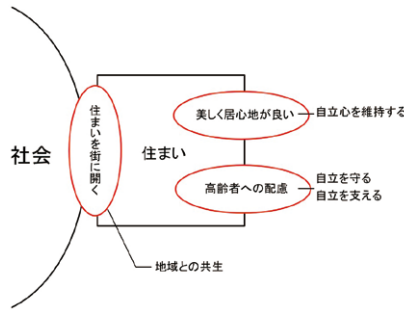 社会
住まいを街に開く
住まい
美しく居心地が良い
自立心を維持する
高齢者への配慮
自立を守る
自立を支える
地域との共生